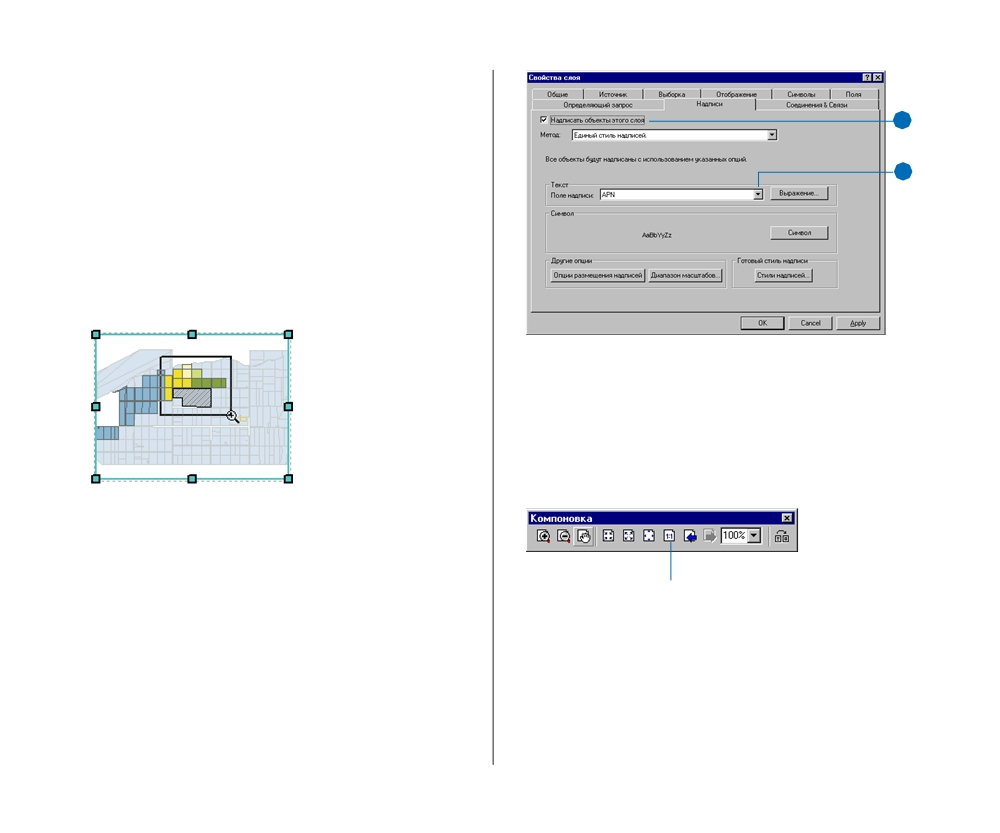 Свойства слоя
Общие Источник Выборка Отображение Символы Поля
Определяющий запрос Надписи Соединения & Связи
Надписать объекты этого слоя
Метод: Единый стиль надписей.
Все объекты будут надписаны с использованием указанных опций.
Текст
Поле надписи: APN Выражение...
Символ
AaBbYyZz Символ
Другие опции Готовый стиль надписи
Опции размещения надписей Диапазон масштабов... Стили надписей...
OK Cancel Apply
Компоновка
1:1 100%